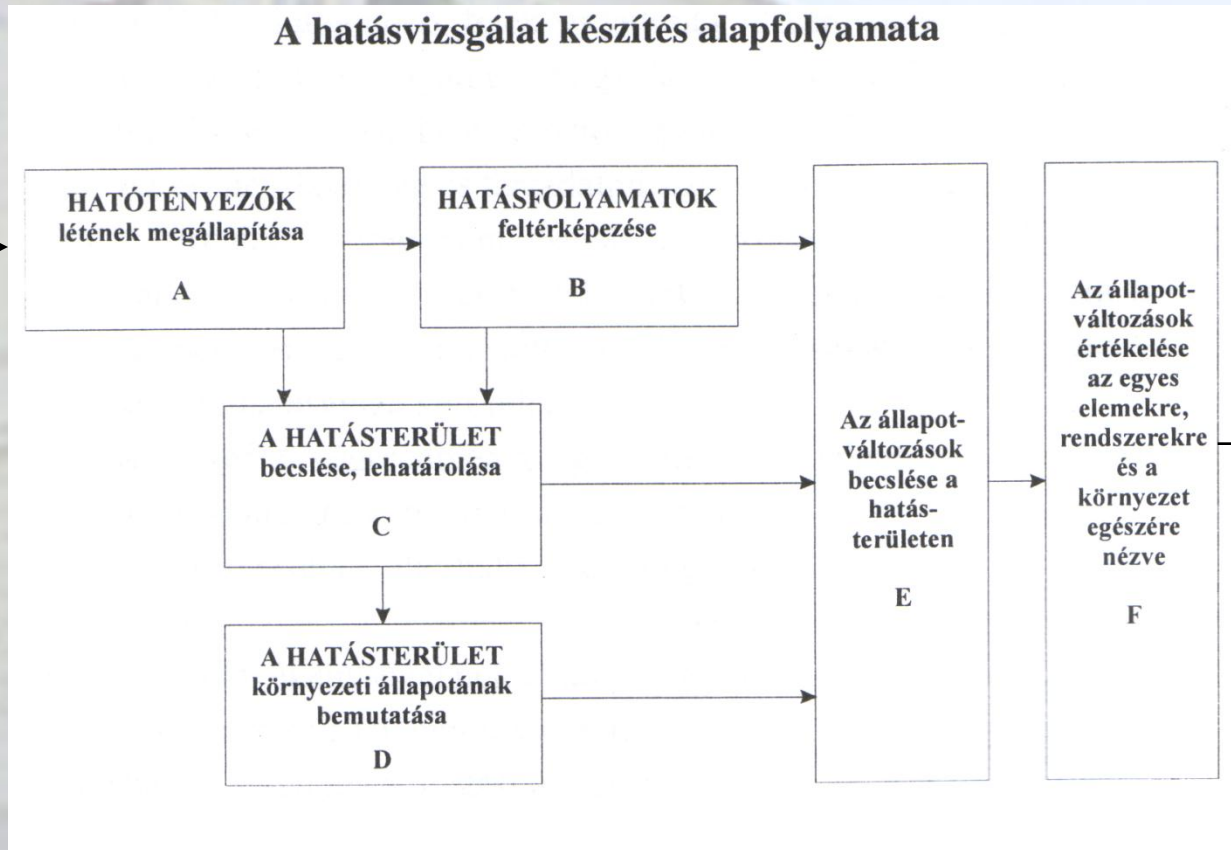 A hatásvizsgálat készítés alapfolyamata
HATÓTÉNYEZŐK
létének megállapítása
A
HATÁSFOLYAMATOK
feltérképezése
B
A HATÁSTERÜLET
becslése, lehatárolása
C
A HATÁSTERÜLET
környezeti állapotának
bemutatása
D
Az állapot-
változások
becslése a
hatás-
területen
E
Az állapot-
változások
értékelése
az egyes
elemekre,
rendszerekre
és a
környezet
egészére
nézve
F